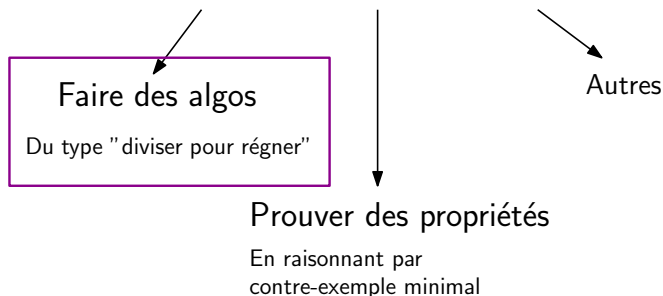 Faire des algos
Autres
Du type "diviser pour régner"
Prouver des propriétés
En raisonnant par
contre-exemple minimal